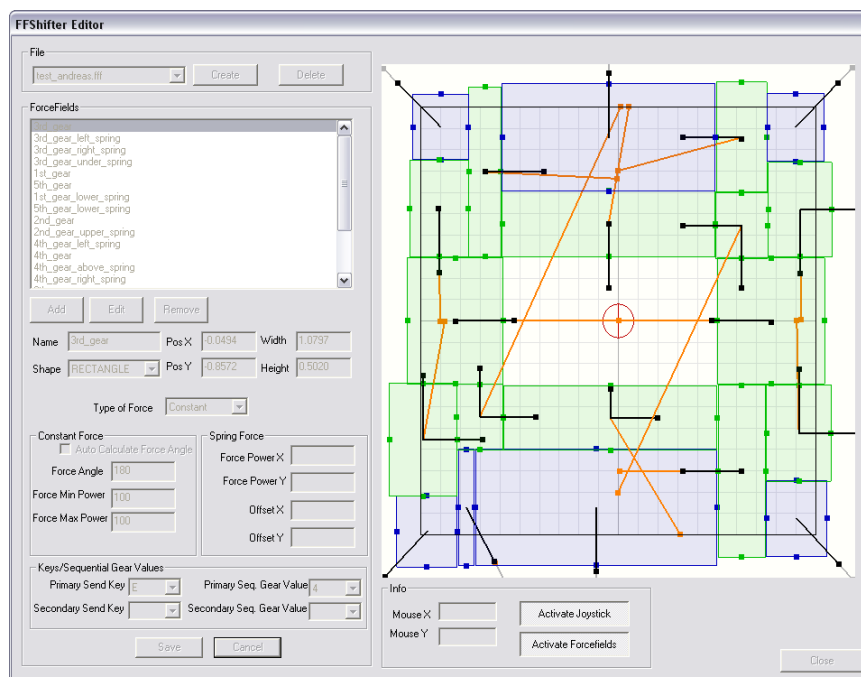 FFShifter Editor
File
test_andreas.fff
Create
Delete
ForceFields
3rd_gear
3rd_gear_left_spring
3rd_gear_right_spring
3rd_gear_under_spring
1st_gear
5th_gear
1st_gear_lower_spring
5th_gear_lower_spring
2nd_gear
2nd_gear_upper_spring
4th_gear_left_spring
4th_gear
4th_gear_above_spring
4th_gear_right_spring
Add
Edit
Remove
Name 3rd_gear Pos X -0.0494 Width 1.0797
Shape RECTANGLE Pos Y -0.8572 Height 0.5020
Type of Force Constant
Constant Force
Auto Calculate Force Angle
Force Angle 180
Force Min Power 100
Force Max Power 100
Spring Force
Force Power X
Force Power Y
Offset X
Offset Y
Keys/Sequential Gear Values
Primary Send Key E Primary Seq. Gear Value 4
Secondary Send Key Secondary Seq. Gear Value
Save
Cancel
Info
Mouse X
Mouse Y
Activate Joystick
Activate Forcefields
Close